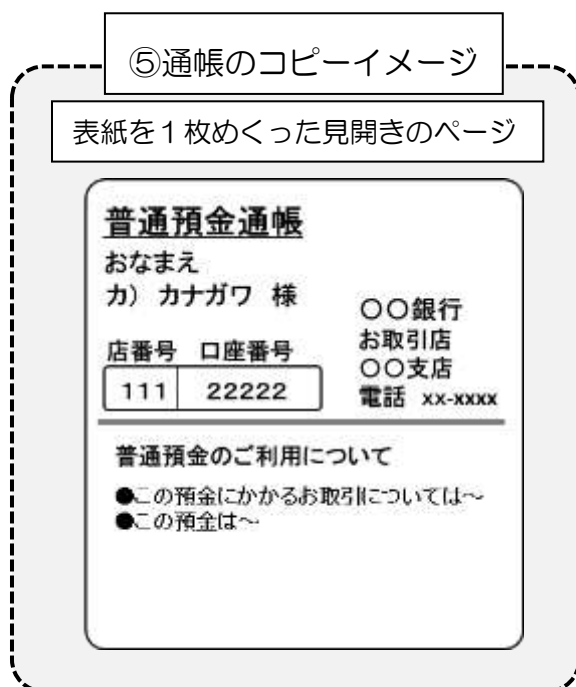 ⑤通帳のコピーイメージ
表紙を１枚めくった見開きのページ
普通預金通帳
おなまえ
カ） カナガワ 様
〇〇銀行
お取引店
〇〇支店
電話 xx-xxxx
店番号 口座番号
111 22222
普通預金のご利用について
●この預金にかかるお取引については～
●この預金は～